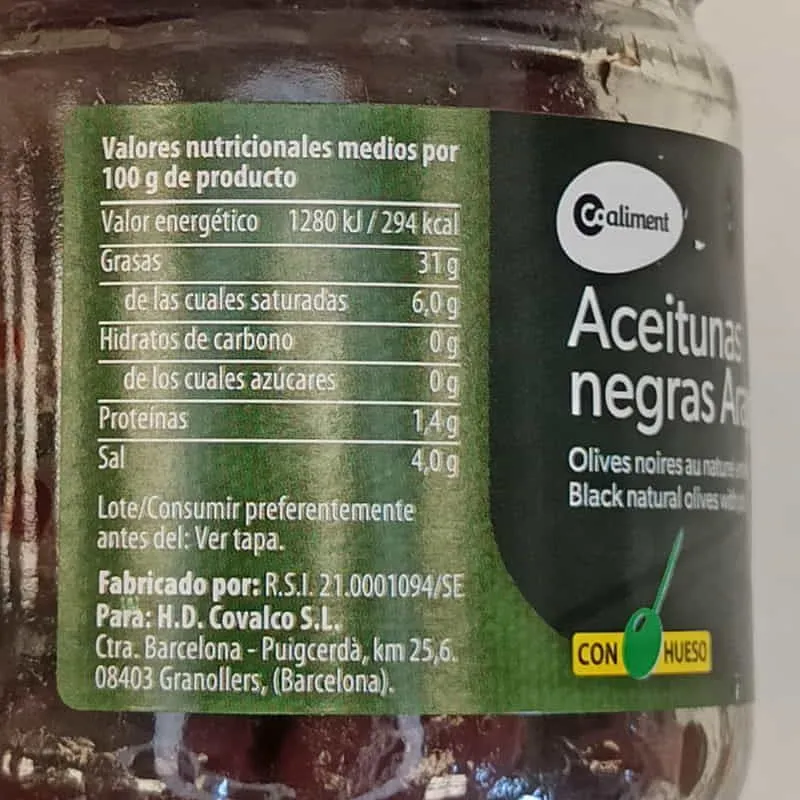 Valores nutricionales medios por
100 g de producto
Valor energético 1280 kJ / 294 kcal
Grasas 31 g
de las cuales saturadas 6,0 g
Hidratos de carbono 0 g
de los cuales azúcares 0 g
Proteínas 1,4 g
Sal 4,0 g
Lote/Consumir preferentemente
antes del: Ver tapa.
Fabricado por: R.S.I. 21.0001094/SE
Para: H.D. Covalco S.L.
Ctra. Barcelona - Puigcerdà, km 25,6.
08403 Granollers, (Barcelona).
Coaliment
Aceitunas
negras
Olives noires au naturel
Black natural olives
CON HUESO